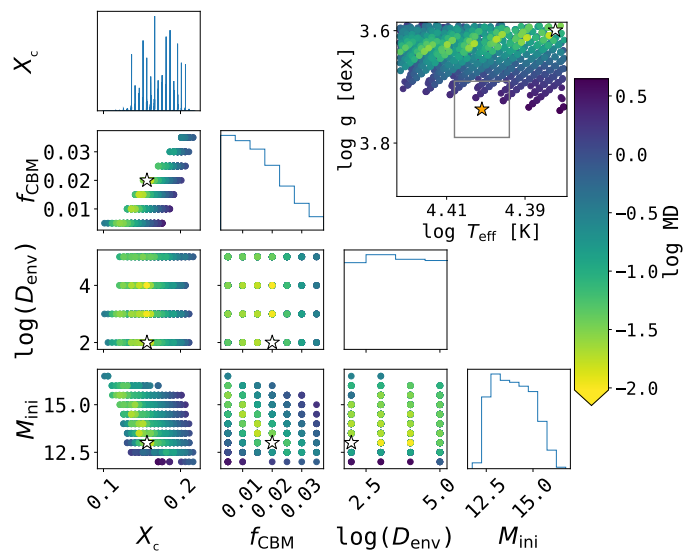 X_c
3.6
3.8
log g [dex]
4.41
4.39
log T_eff [K]
0.5
0.0
−0.5
−1.0
−1.5
−2.0
log MD
f_CBM
0.03
0.02
0.01
log(D_env)
4
2
M_ini
15.0
12.5
0.1
0.2
0.01
0.02
0.03
2.5
5.0
12.5
15.0
X_c
f_CBM
log(D_env)
M_ini